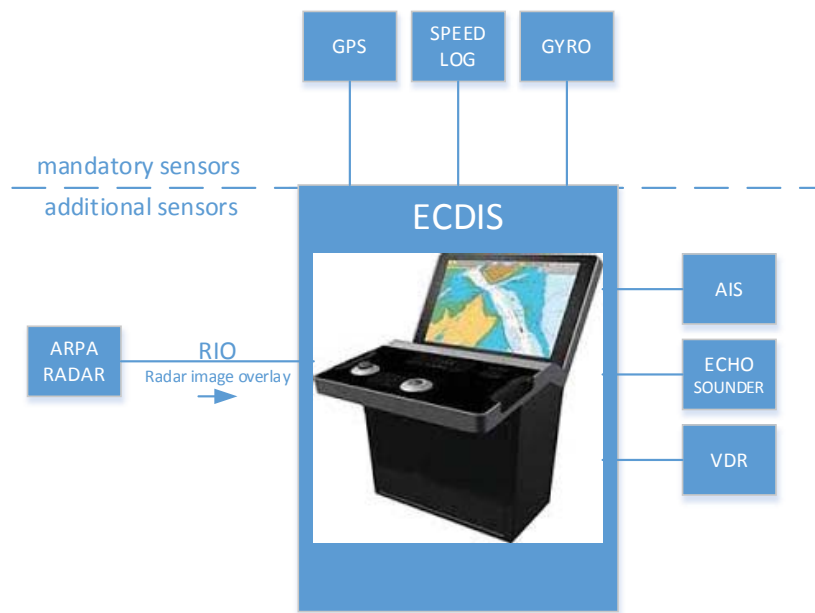 GPS
SPEED
LOG
GYRO
mandatory sensors
additional sensors
ECDIS
ARPA
RADAR
RIO
Radar image overlay
AIS
ECHO
SOUNDER
VDR